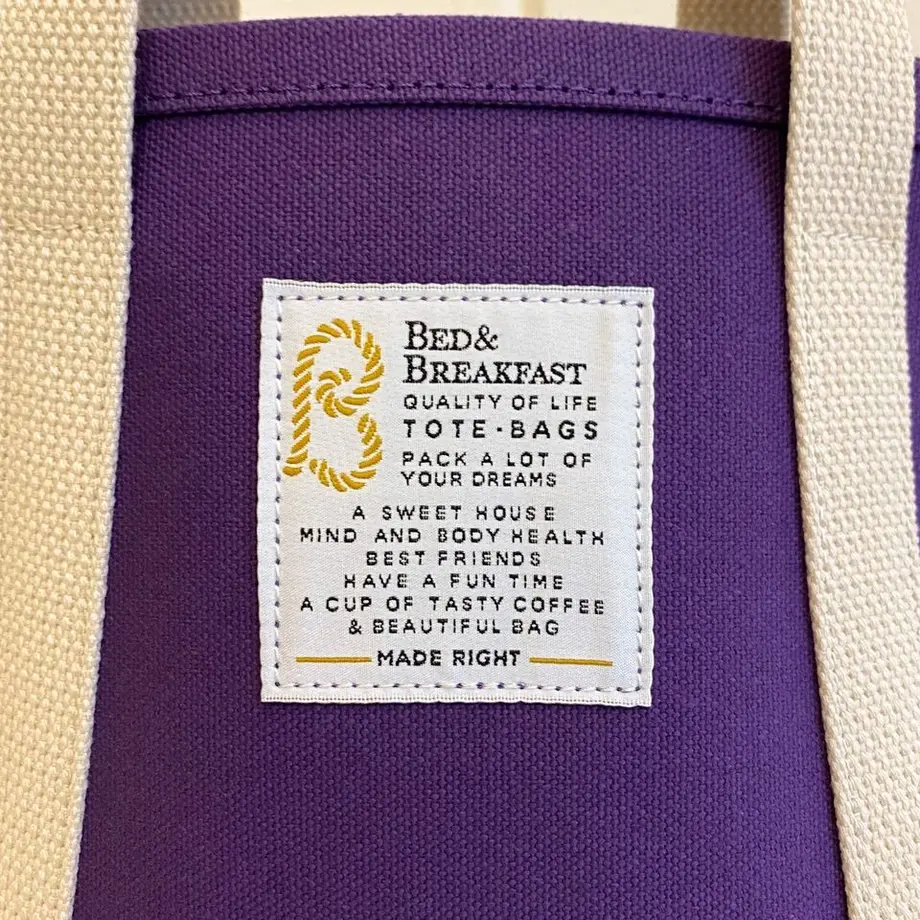 BED &
BREAKFAST
QUALITY OF LIFE
TOTE·BAGS
PACK A LOT OF
YOUR DREAMS
A SWEET HOUSE
MIND AND BODY HEALTH
BEST FRIENDS
HAVE A FUN TIME
A CUP OF TASTY COFFEE
& BEAUTIFUL BAG
MADE RIGHT